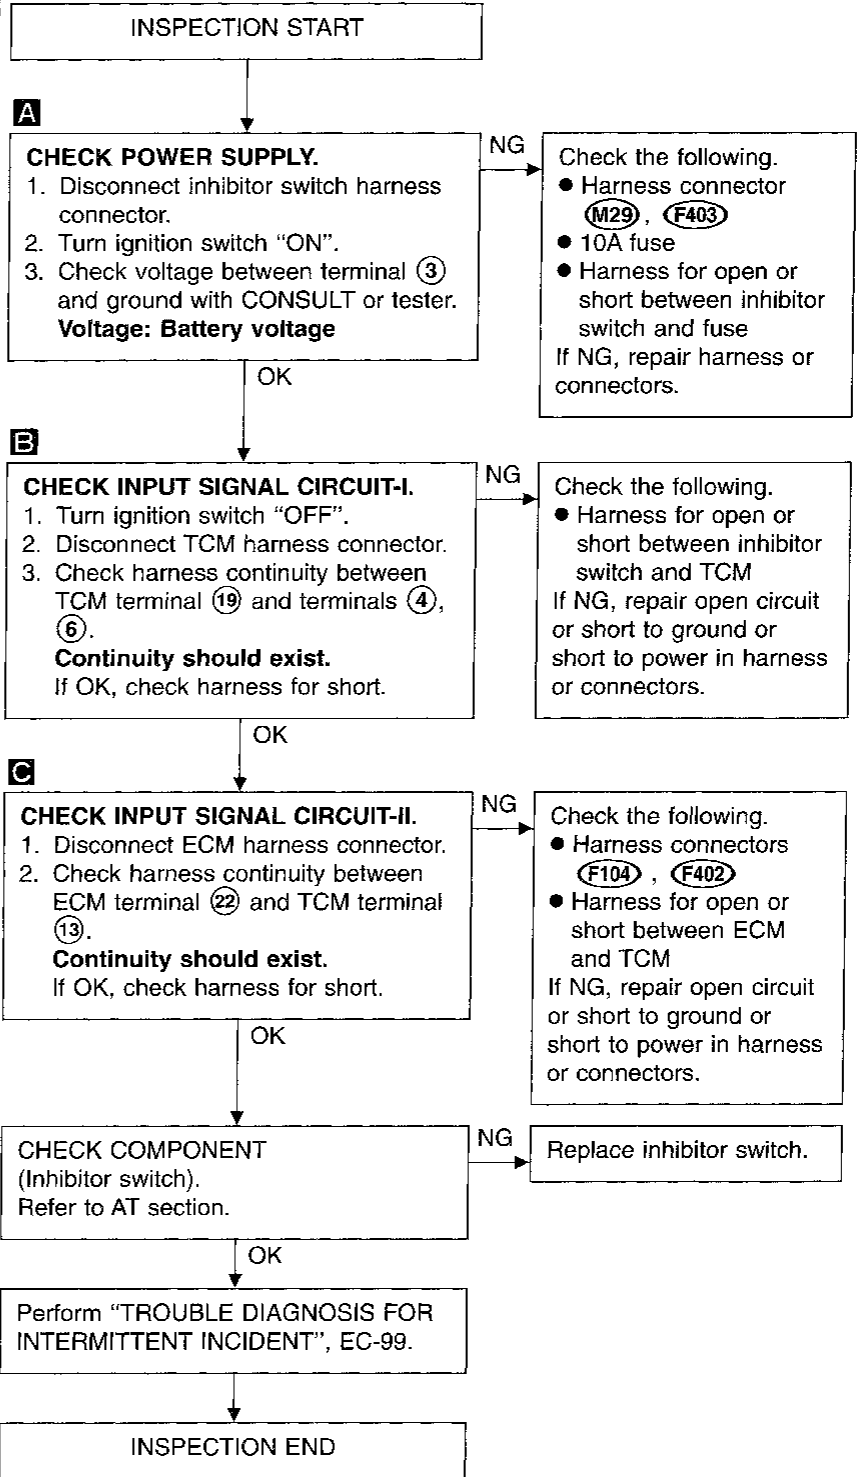 INSPECTION START
A
CHECK POWER SUPPLY.
1. Disconnect inhibitor switch harness
connector.
2. Turn ignition switch “ON”.
3. Check voltage between terminal ③
and ground with CONSULT or tester.
Voltage: Battery voltage
NG
Check the following.
● Harness connector
M29 , F403
● 10A fuse
● Harness for open or
short between inhibitor
switch and fuse
If NG, repair harness or
connectors.
OK
B
CHECK INPUT SIGNAL CIRCUIT-I.
1. Turn ignition switch “OFF”.
2. Disconnect TCM harness connector.
3. Check harness continuity between
TCM terminal ⑲ and terminals ④,
⑥.
Continuity should exist.
If OK, check harness for short.
NG
Check the following.
● Harness for open or
short between inhibitor
switch and TCM
If NG, repair open circuit
or short to ground or
short to power in harness
or connectors.
OK
C
CHECK INPUT SIGNAL CIRCUIT-II.
1. Disconnect ECM harness connector.
2. Check harness continuity between
ECM terminal ㉒ and TCM terminal
⑬.
Continuity should exist.
If OK, check harness for short.
NG
Check the following.
● Harness connectors
F104 , F402
● Harness for open or
short between ECM
and TCM
If NG, repair open circuit
or short to ground or
short to power in harness
or connectors.
OK
CHECK COMPONENT
(Inhibitor switch).
Refer to AT section.
NG
Replace inhibitor switch.
OK
Perform “TROUBLE DIAGNOSIS FOR
INTERMITTENT INCIDENT”, EC-99.
INSPECTION END